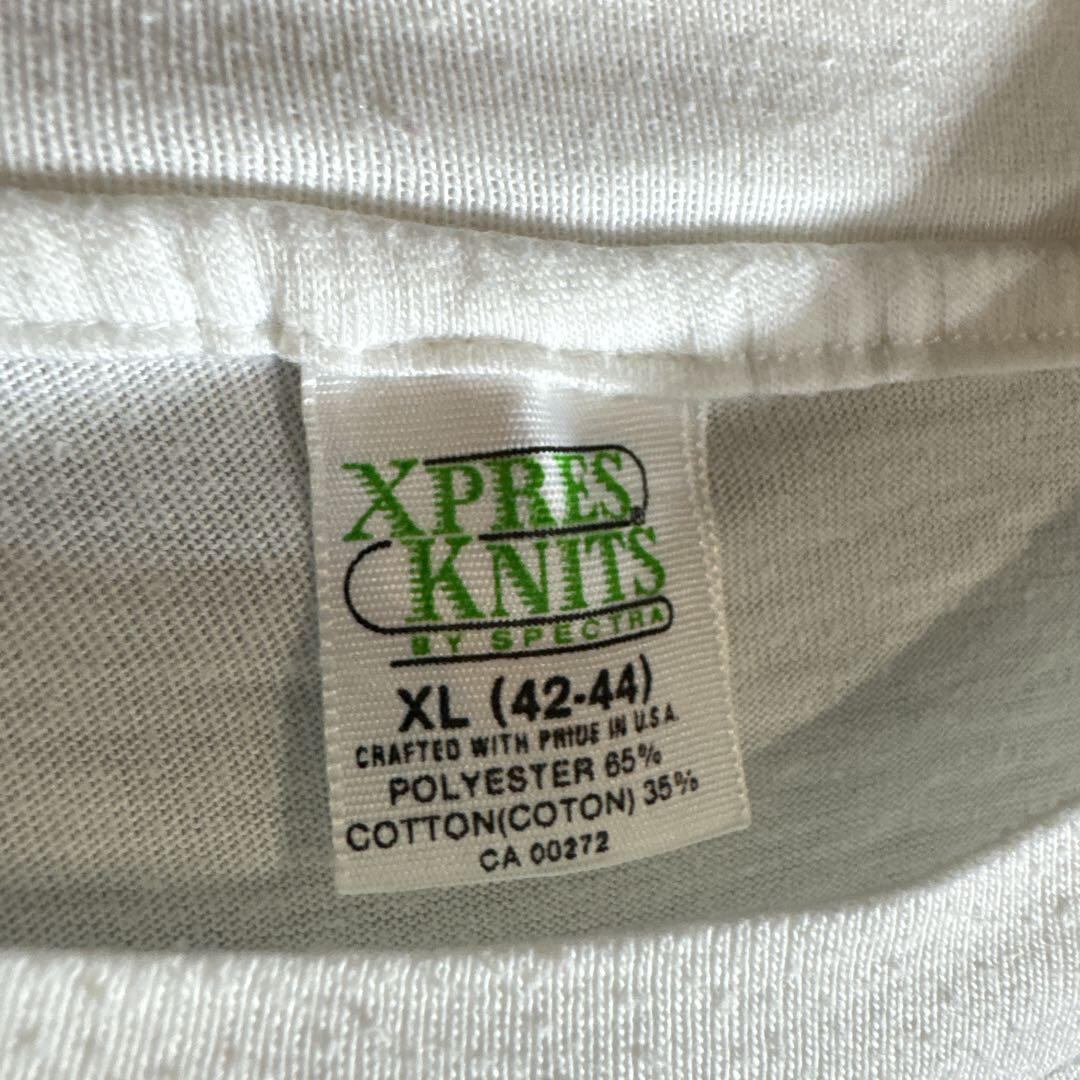 XPRES®
KNITS
BY SPECTRA
XL (42-44)
CRAFTED WITH PRIDE IN U.S.A.
POLYESTER 65%
COTTON(COTON) 35%
CA 00272